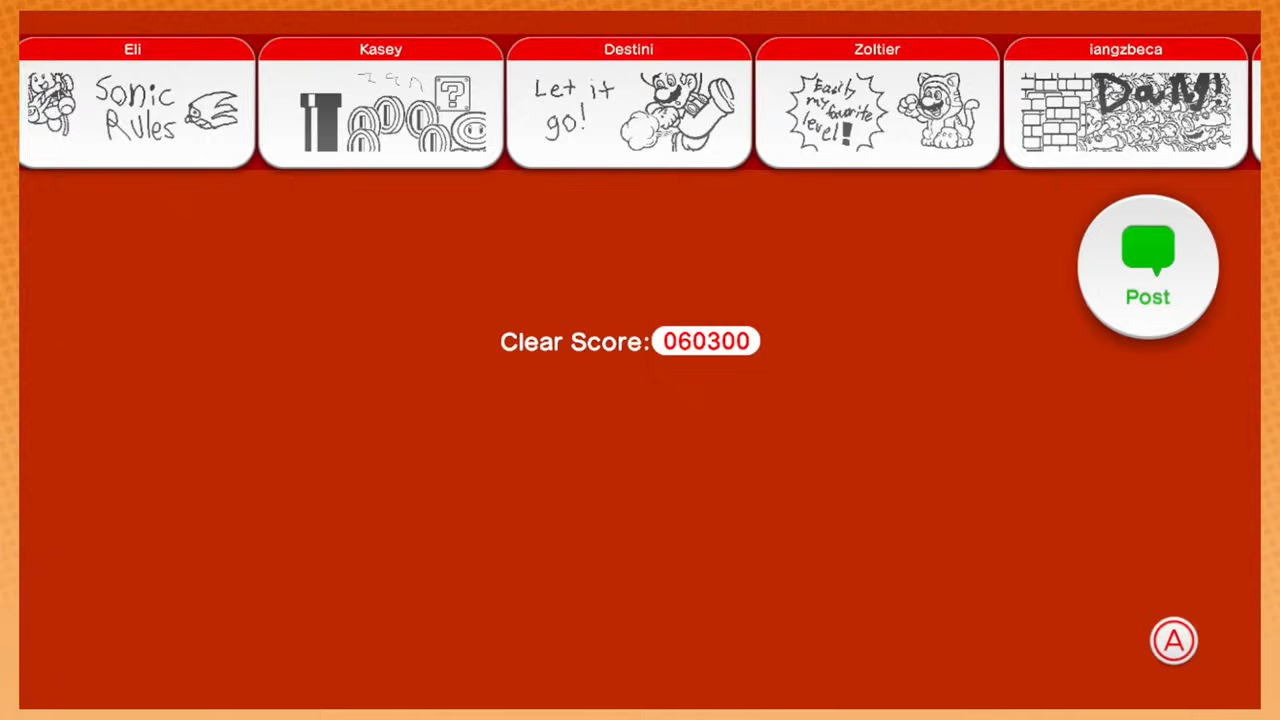 Eli
Kasey
Destini
Zoltier
iangzbeca
Sonic
Rules
?
Let it
go!
Easily
my
favorite
level!
Post
Clear Score: 060300
A